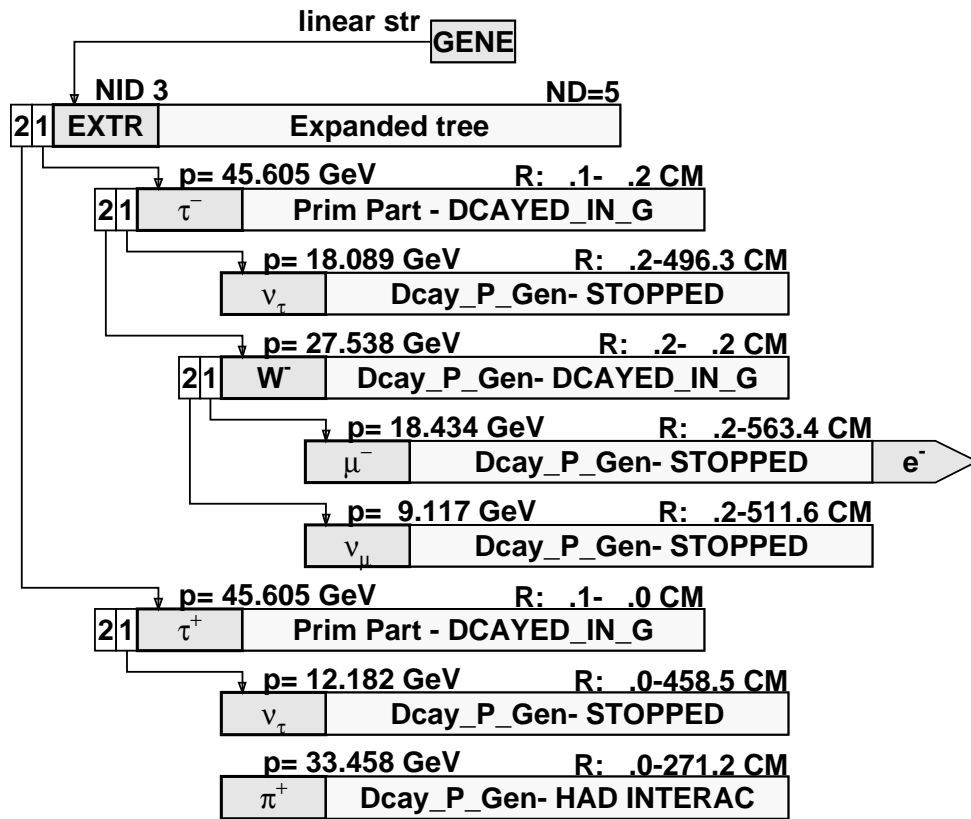 linear str GENE
NID 3 ND=5
2 1 EXTR Expanded tree
p= 45.605 GeV R: .1- .2 CM
2 1 τ⁻ Prim Part - DCAYED_IN_G
p= 18.089 GeV R: .2-496.3 CM
ν_τ Dcay_P_Gen- STOPPED
p= 27.538 GeV R: .2- .2 CM
2 1 W⁻ Dcay_P_Gen- DCAYED_IN_G
p= 18.434 GeV R: .2-563.4 CM
μ⁻ Dcay_P_Gen- STOPPED e⁻
p= 9.117 GeV R: .2-511.6 CM
ν_μ Dcay_P_Gen- STOPPED
p= 45.605 GeV R: .1- .0 CM
2 1 τ⁺ Prim Part - DCAYED_IN_G
p= 12.182 GeV R: .0-458.5 CM
ν_τ Dcay_P_Gen- STOPPED
p= 33.458 GeV R: .0-271.2 CM
π⁺ Dcay_P_Gen- HAD INTERAC